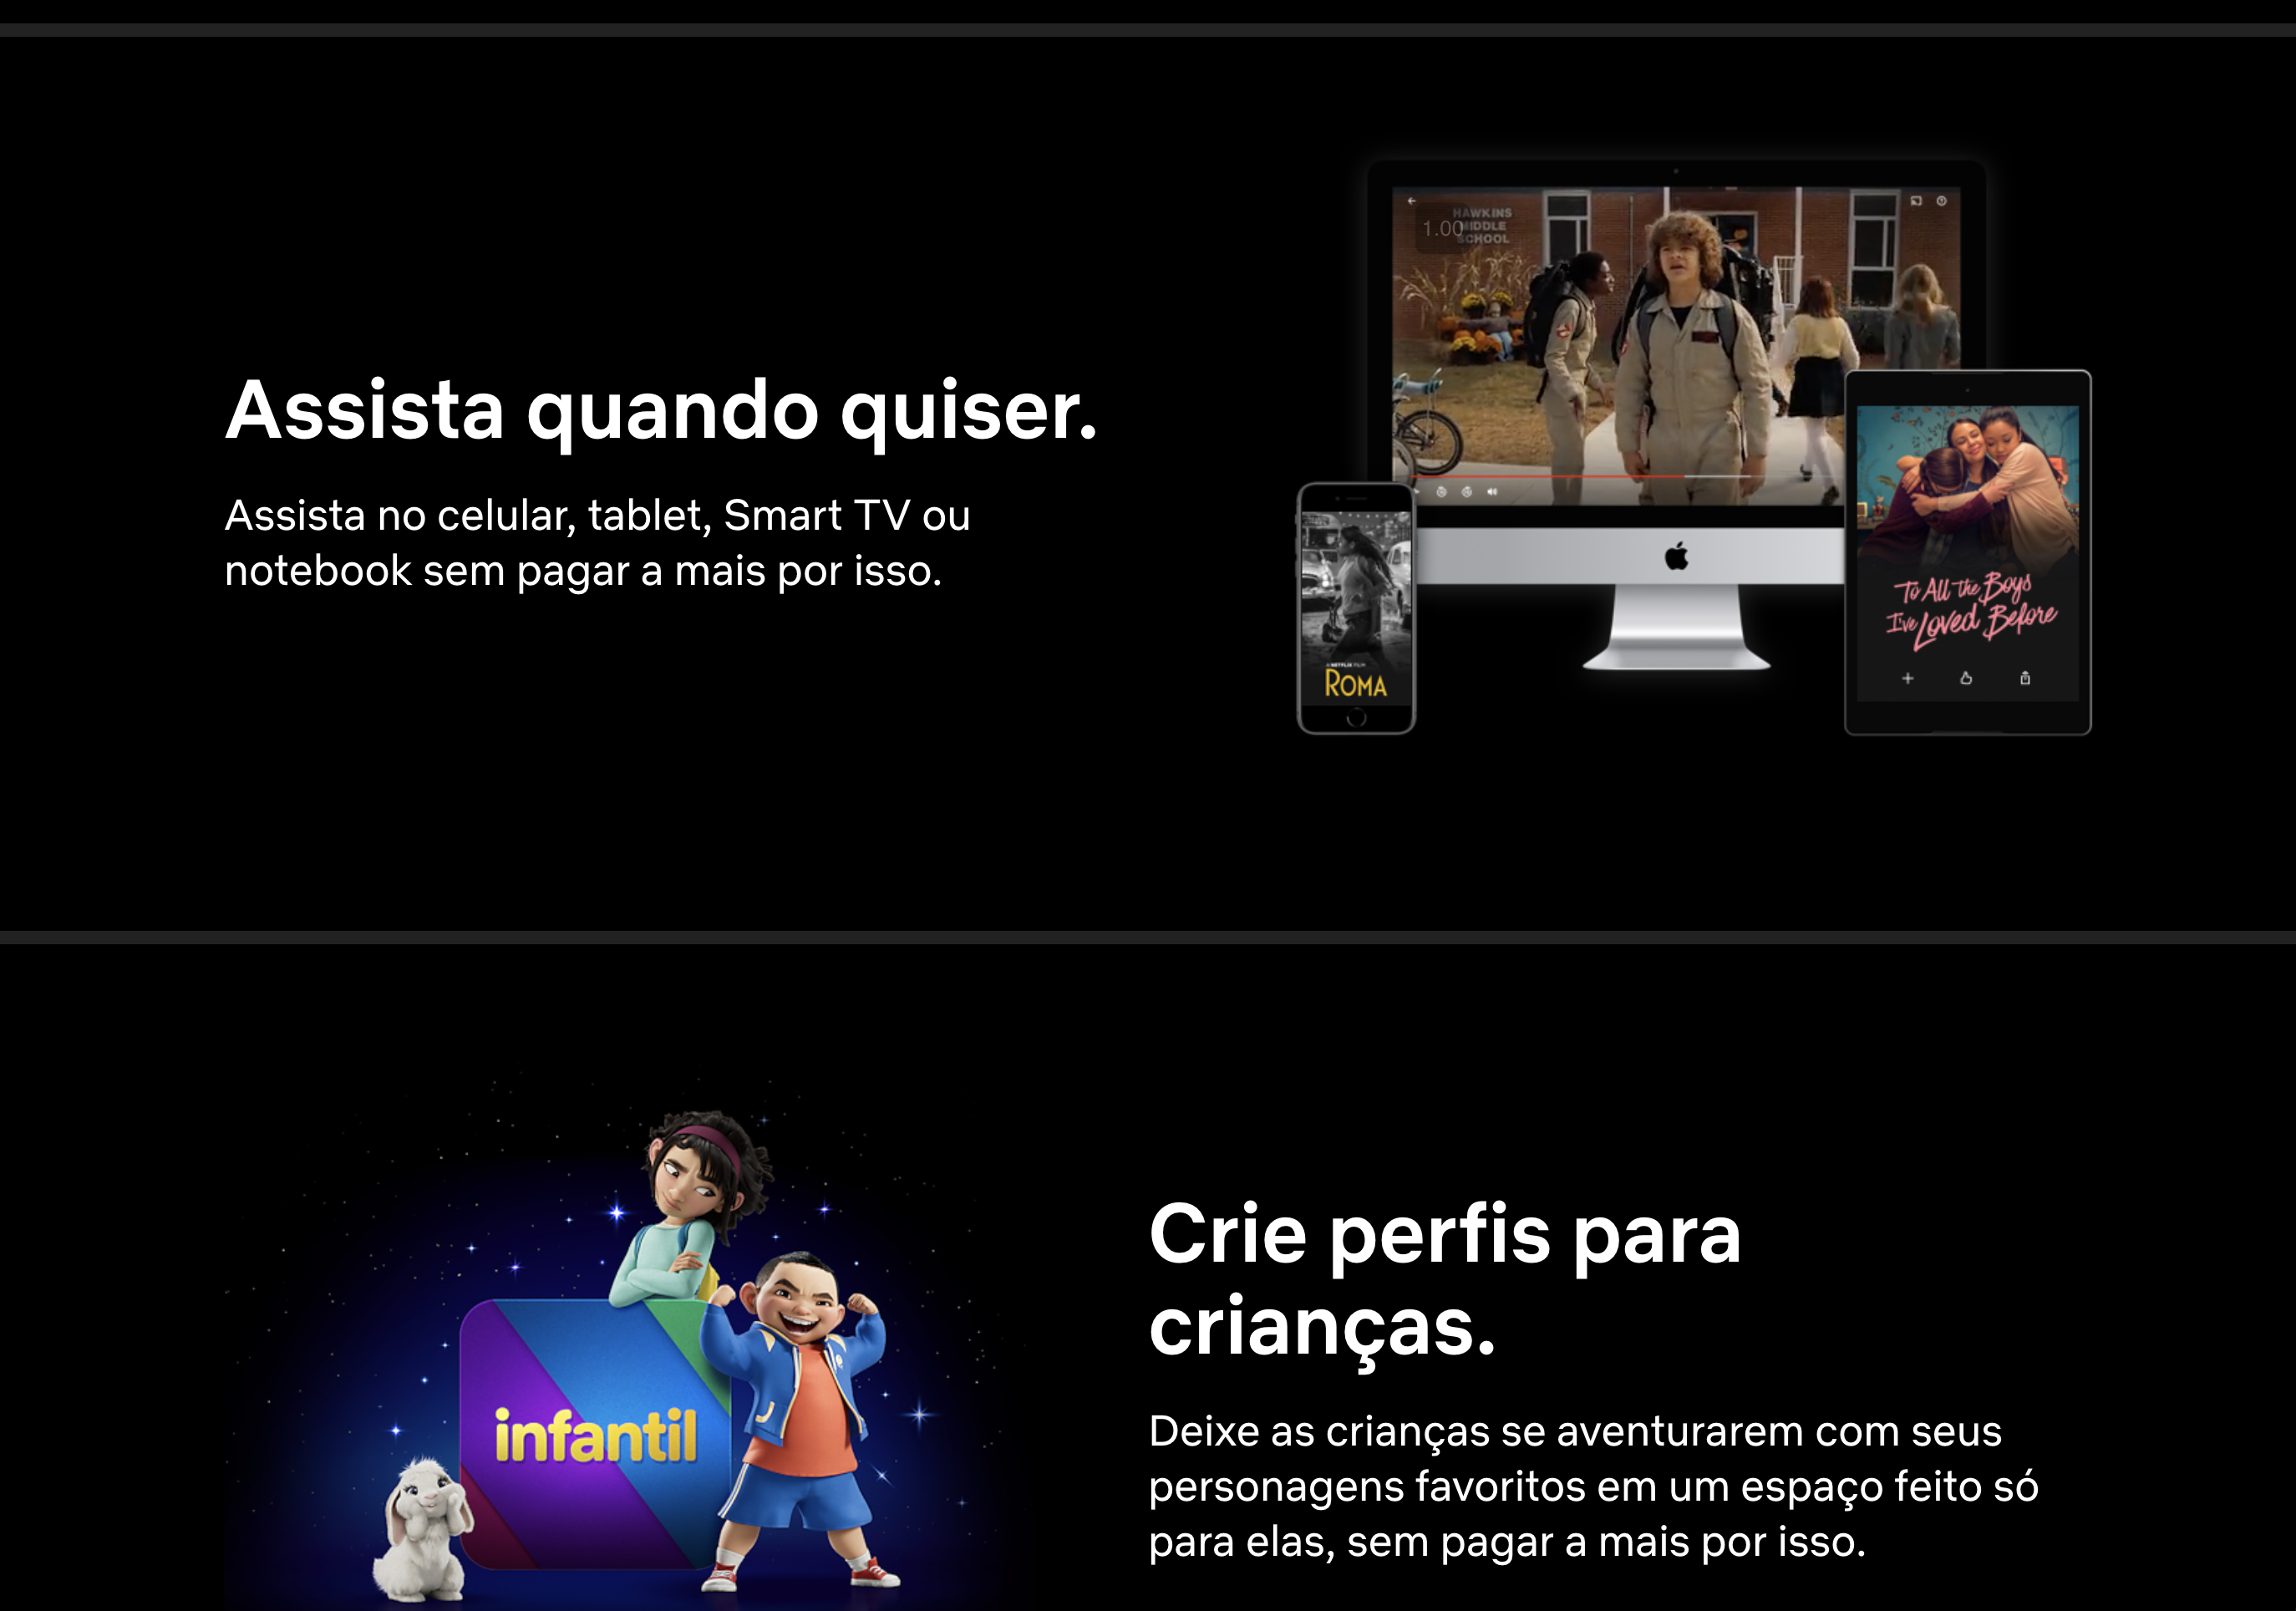 Assista quando quiser.
Assista no celular, tablet, Smart TV ou
notebook sem pagar a mais por isso.
HAWKINS
MIDDLE
SCHOOL
1.00
A NETFLIX FILM
ROMA
To All the Boys
I've Loved Before
infantil
Crie perfis para
crianças.
Deixe as crianças se aventurarem com seus
personagens favoritos em um espaço feito só
para elas, sem pagar a mais por isso.